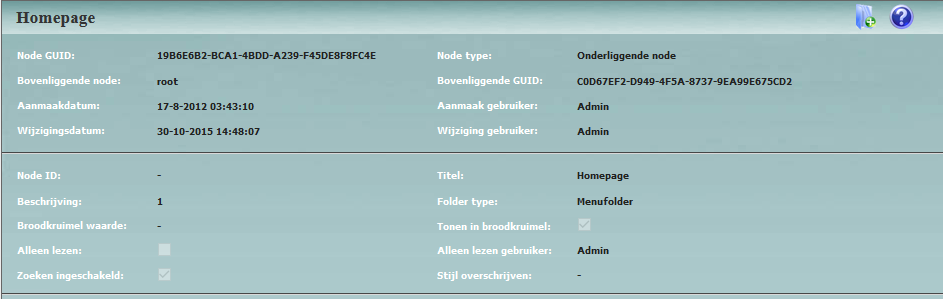 Homepage
Node GUID: 19B6E6B2-BCA1-4BDD-A239-F45DE8F8FC4E Node type: Onderliggende node
Bovenliggende node: root Bovenliggende GUID: C0D67EF2-D949-4F5A-8737-9EA99E675CD2
Aanmaakdatum: 17-8-2012 03:43:10 Aanmaak gebruiker: Admin
Wijzigingsdatum: 30-10-2015 14:48:07 Wijziging gebruiker: Admin
Node ID: - Titel: Homepage
Beschrijving: 1 Folder type: Menufolder
Broodkruimel waarde: - Tonen in broodkruimel:
Alleen lezen: Alleen lezen gebruiker: Admin
Zoeken ingeschakeld: Stijl overschrijven: -